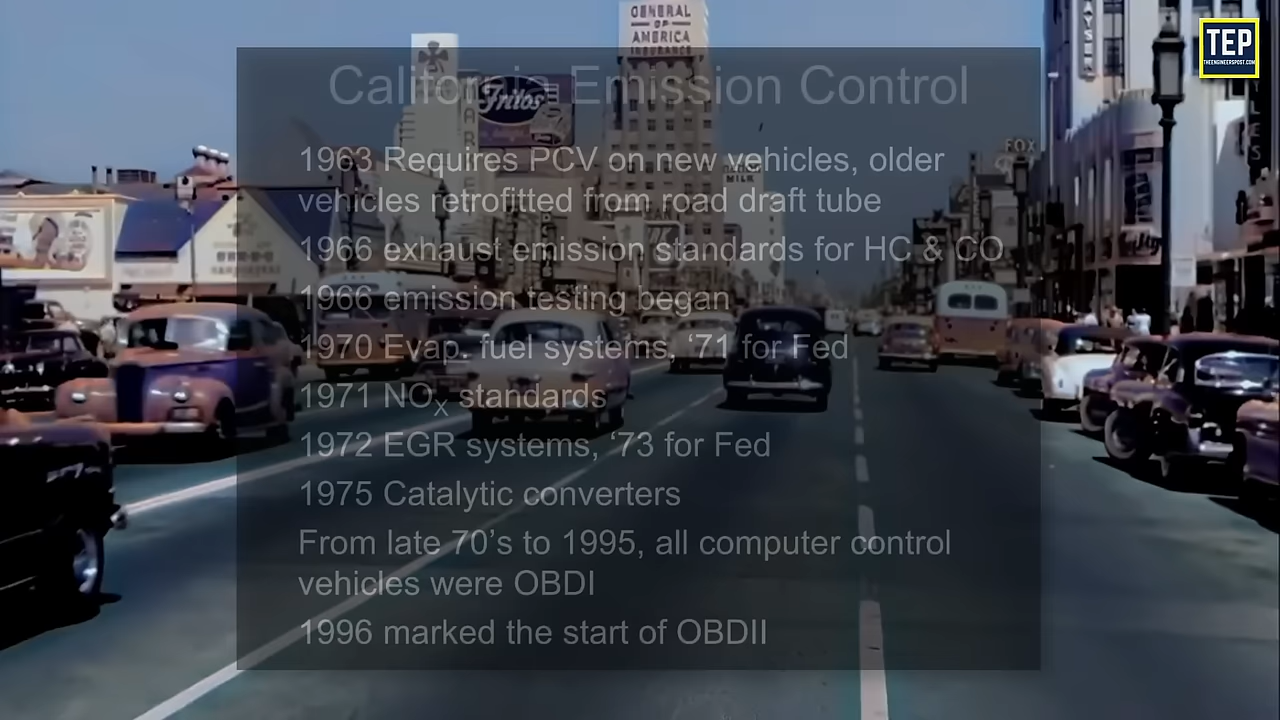 GENERAL
OF
AMERICA
INSURANCE
TEP
THEENGINEERSPOST.COM
California Emission Control
Fritos
1963 Requires PCV on new vehicles, older
vehicles retrofitted from road draft tube
FOX
MILK
1966 exhaust emission standards for HC & CO
1966 emission testing began
1970 Evap. fuel systems, ‘71 for Fed
1971 NOx standards
1972 EGR systems, ‘73 for Fed
1975 Catalytic converters
From late 70’s to 1995, all computer control
vehicles were OBDI
1996 marked the start of OBDII